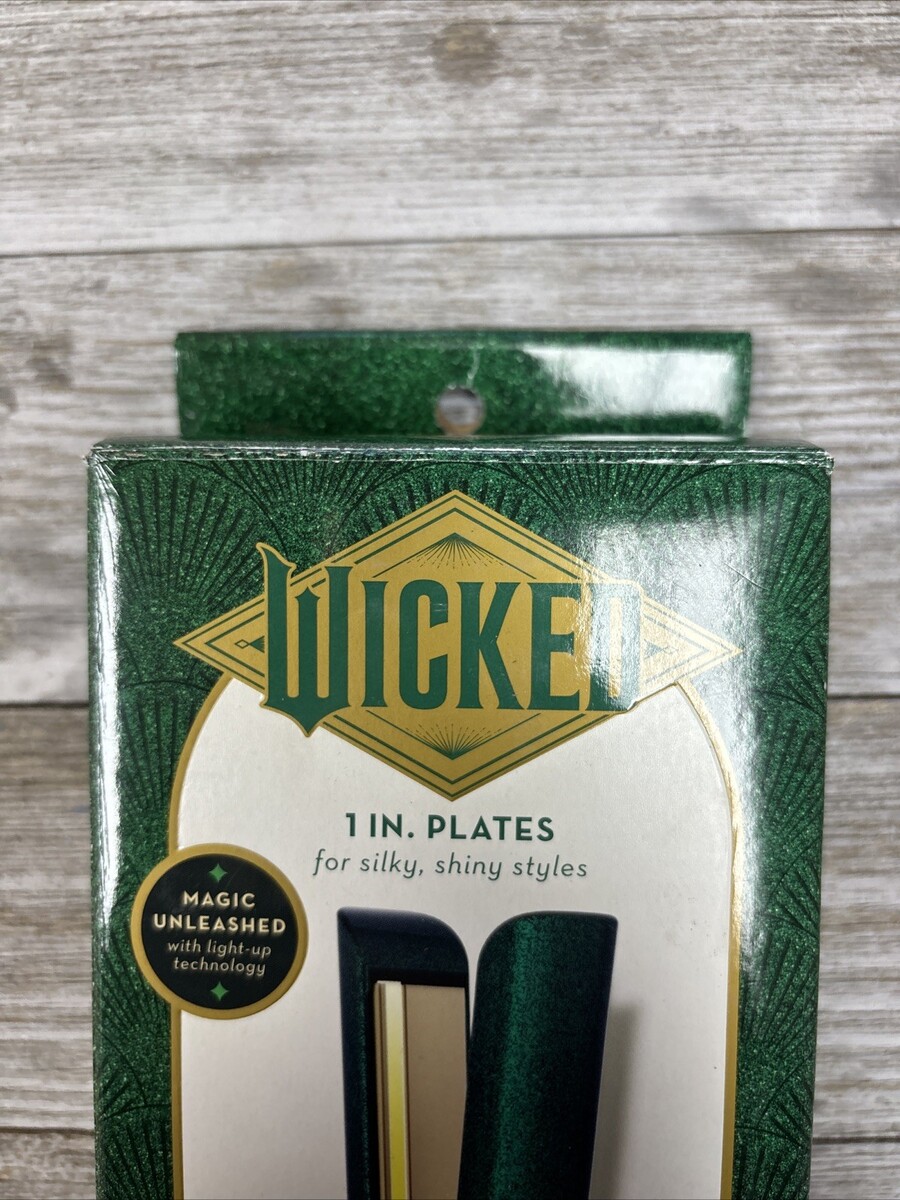 WICKED
1 IN. PLATES
for silky, shiny styles
MAGIC
UNLEASHED
with light-up
technology